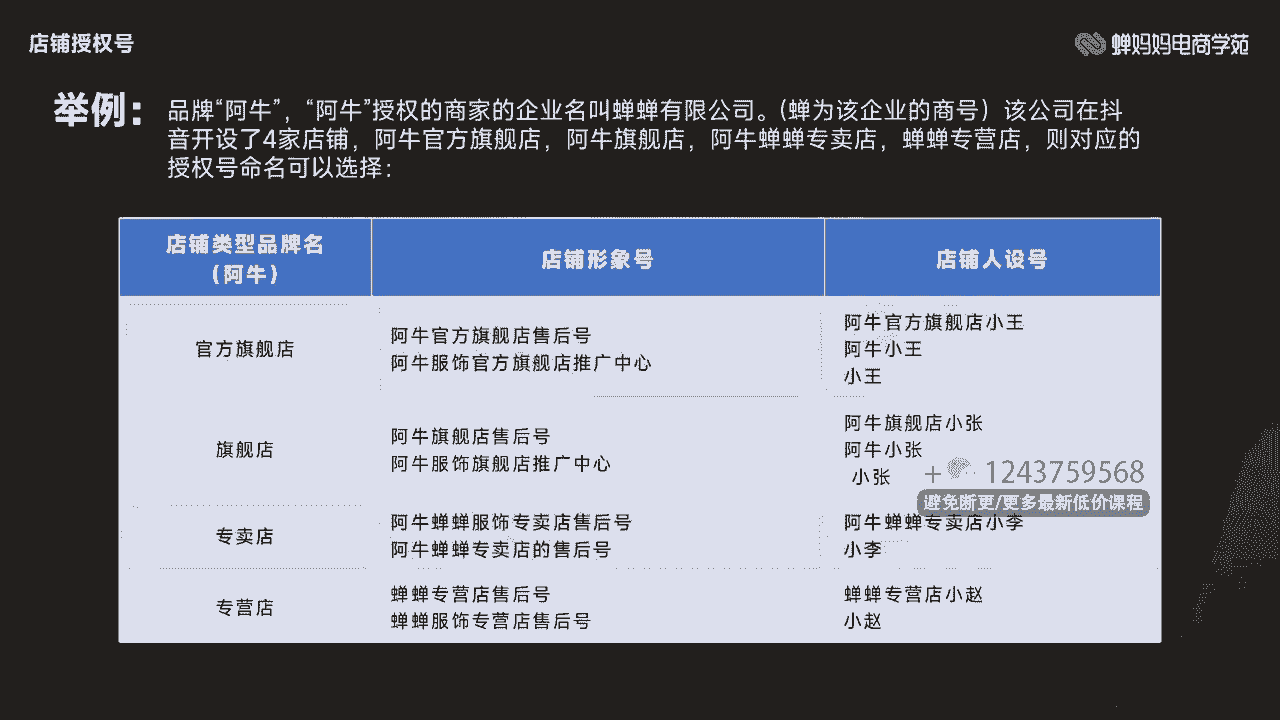 店铺授权号
蝉妈妈电商学苑
举例：
品牌“阿牛”，“阿牛”授权的商家的企业名叫蝉蝉有限公司。(蝉为该企业的商号）该公司在抖
音开设了4家店铺，阿牛官方旗舰店，阿牛旗舰店，阿牛蝉蝉专卖店，蝉蝉专营店，则对应的
授权号命名可以选择：
店铺类型品牌名
（阿牛）
店铺形象号
店铺人设号
官方旗舰店
阿牛官方旗舰店售后号
阿牛服饰官方旗舰店推广中心
阿牛官方旗舰店小王
阿牛小王
小王
旗舰店
阿牛旗舰店售后号
阿牛服饰旗舰店推广中心
阿牛旗舰店小张
阿牛小张
小张
+ 1243759568
避免断更/更多最新低价课程
专卖店
阿牛蝉蝉服饰专卖店售后号
阿牛蝉蝉专卖店的售后号
阿牛蝉蝉专卖店小李
小李
专营店
蝉蝉专营店售后号
蝉蝉服饰专营店售后号
蝉蝉专营店小赵
小赵